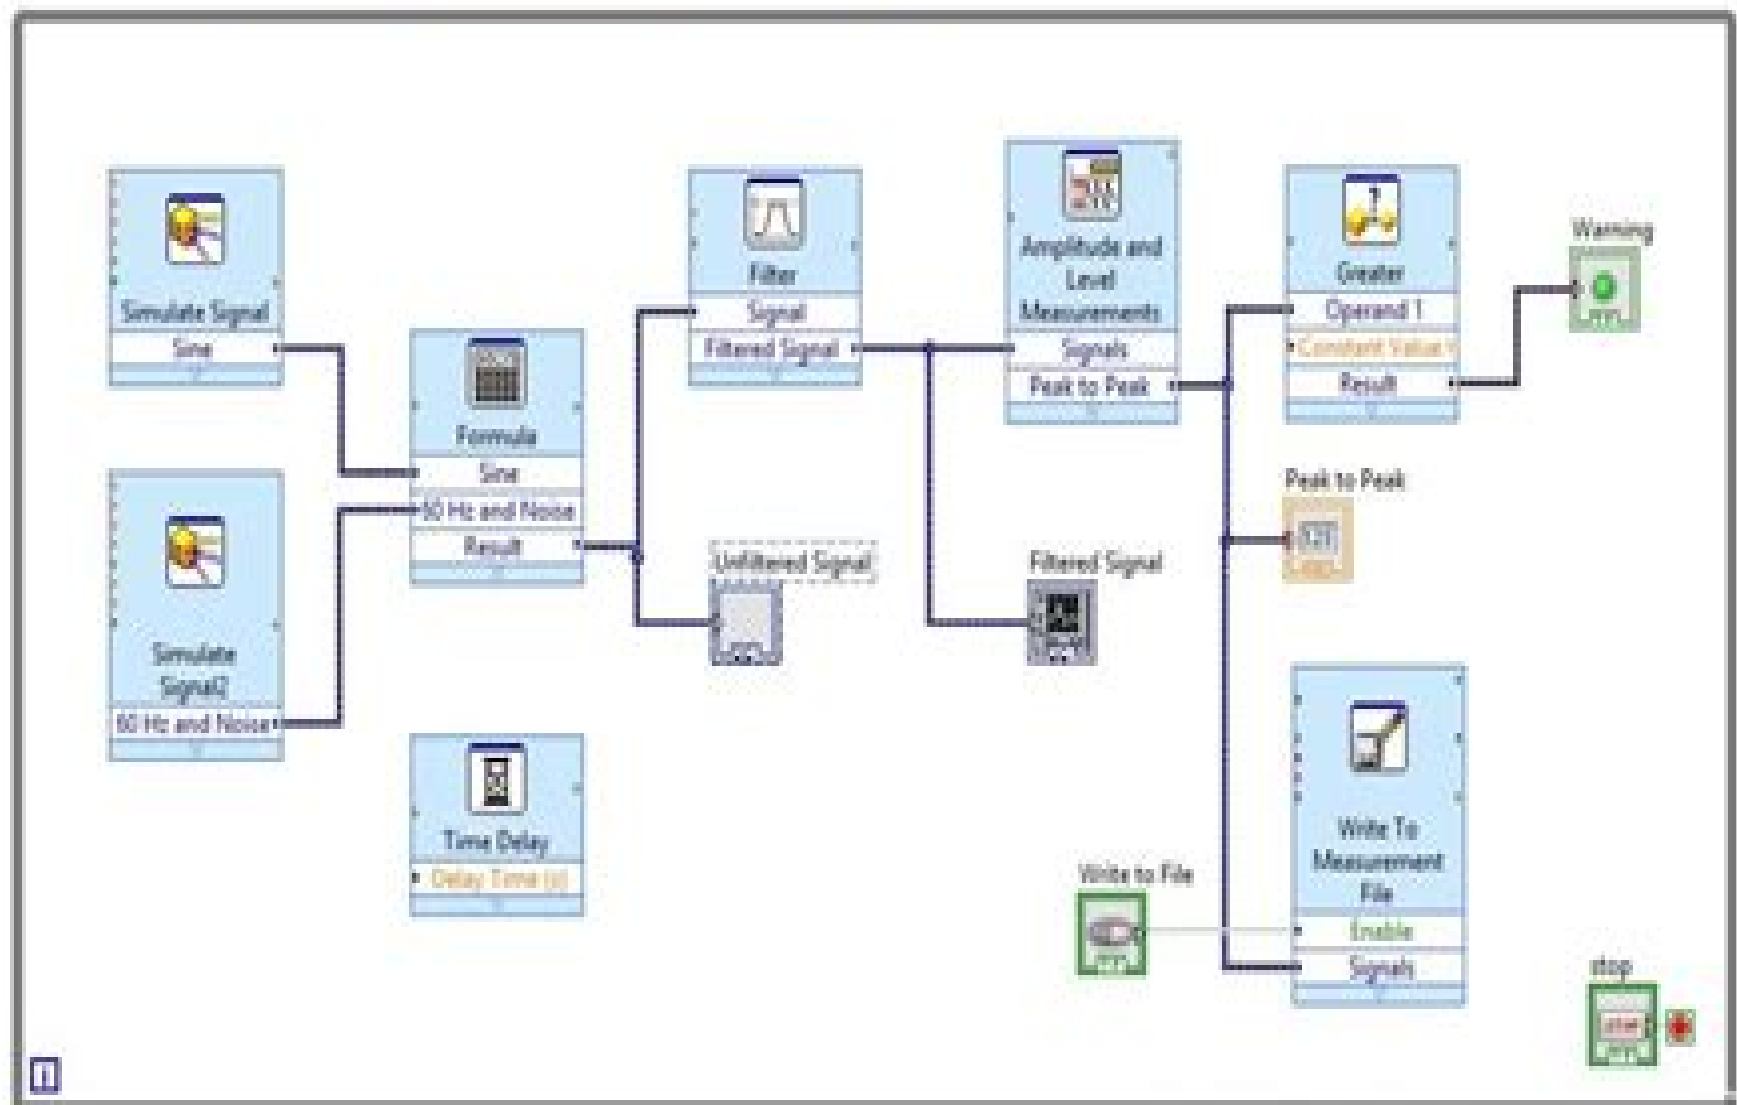 Simulate Signal
Sine
Simulate
Signal2
60 Hz and Noise
Formula
Sine
60 Hz and Noise
Result
Time Delay
Delay Time (s)
Filter
Signal
Filtered Signal
Unfiltered Signal
Amplitude and
Level
Measurements
Signals
Peak to Peak
Filtered Signal
Greater
Operand 1
Constant Value
Result
Warning
Peak to Peak
Write to File
Write To
Measurement
File
Enable
Signals
stop
i